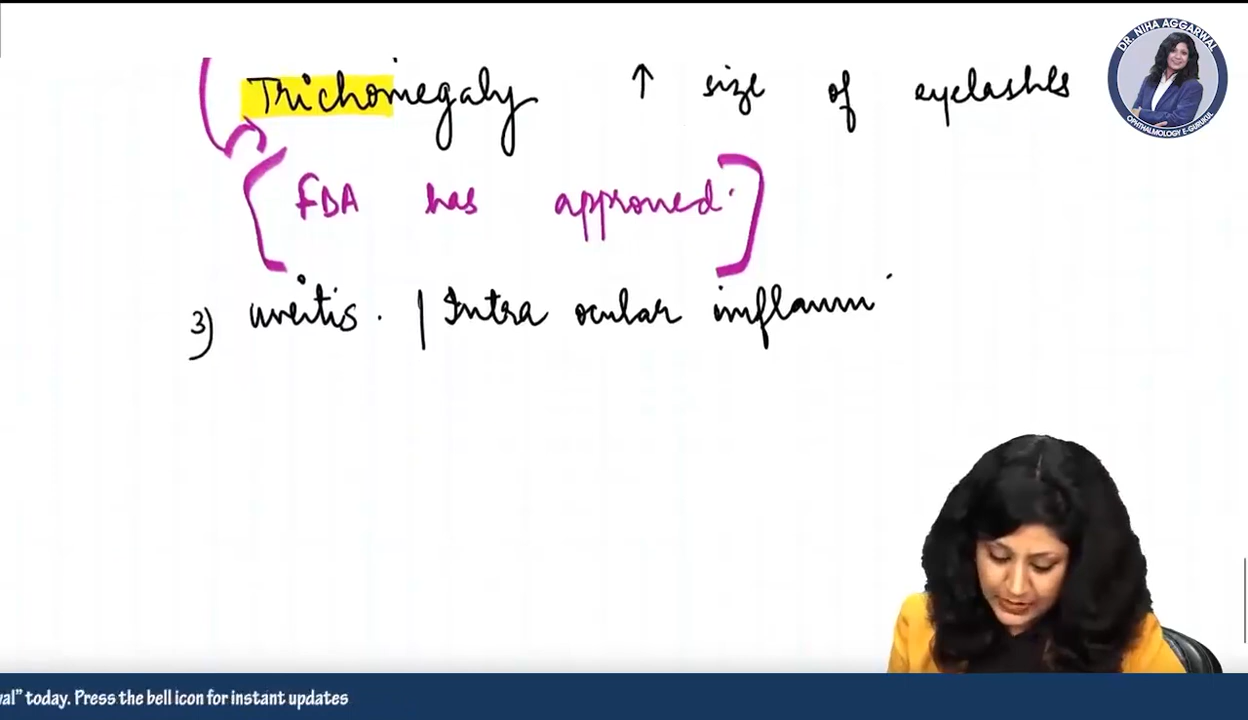 Trichomegaly ↑ size of eyelashes
[FDA has approved.]
3) uveitis. | Intra ocular inflamm
DR. NIHA AGGARWAL
OPHTHALMOLOGY E-GURUKUL
wal" today. Press the bell icon for instant updates